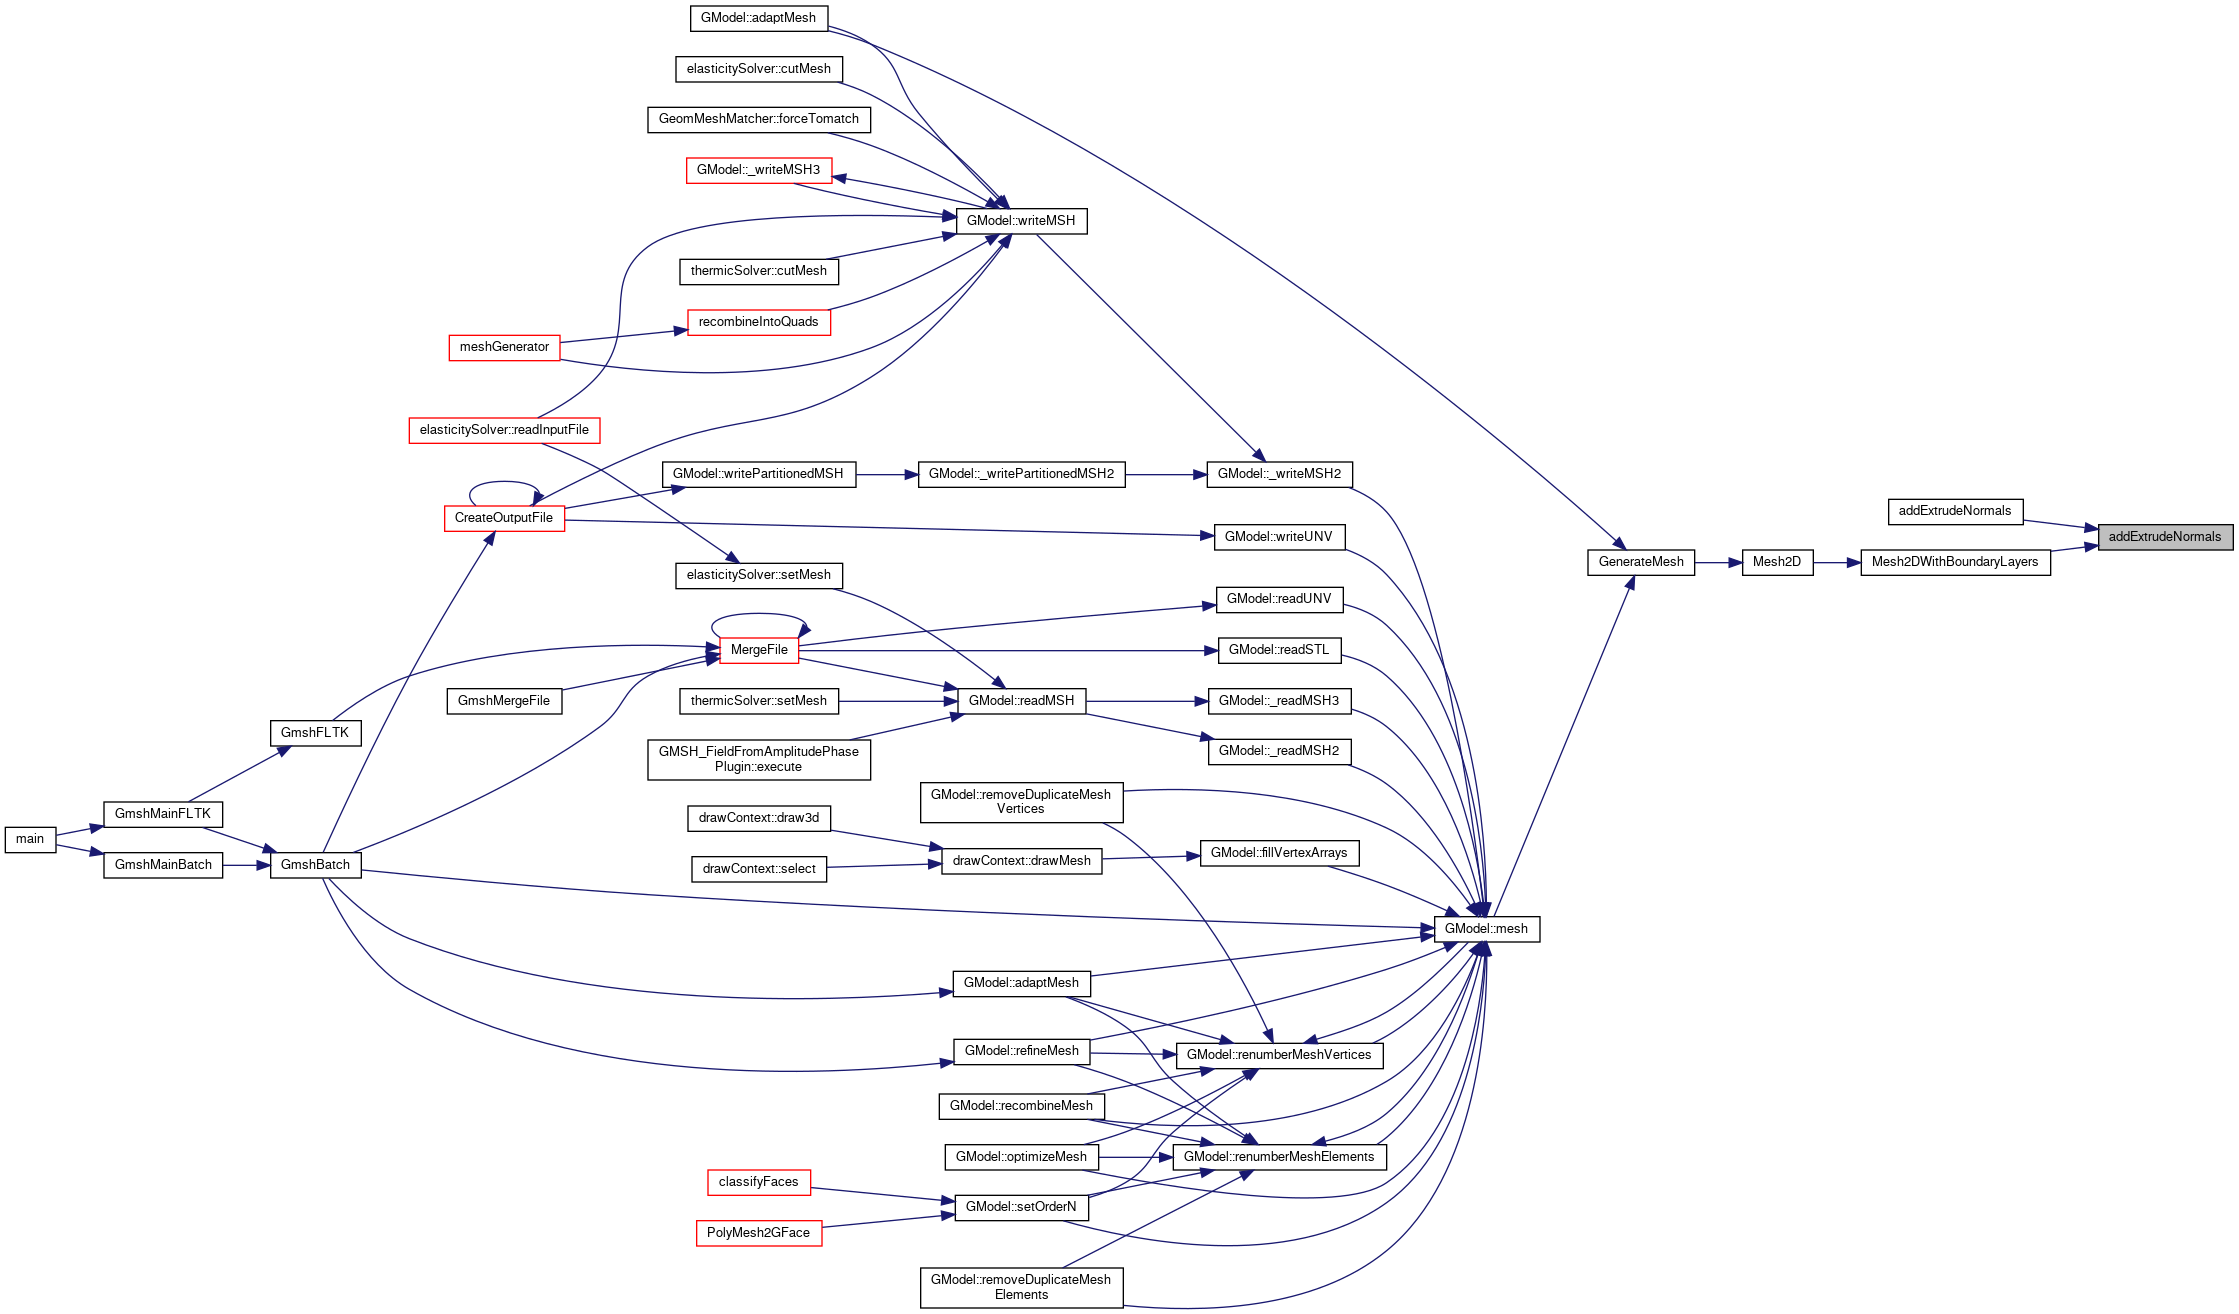 GModel::adaptMesh
elasticitySolver::cutMesh
GeomMeshMatcher::forceTomatch
GModel::_writeMSH3
GModel::writeMSH
thermicSolver::cutMesh
recombineIntoQuads
meshGenerator
elasticitySolver::readInputFile
GModel::writePartitionedMSH
GModel::_writePartitionedMSH2
GModel::_writeMSH2
CreateOutputFile
addExtrudeNormals
addExtrudeNormals
GModel::writeUNV
GenerateMesh
Mesh2D
Mesh2DWithBoundaryLayers
elasticitySolver::setMesh
GModel::readUNV
MergeFile
GModel::readSTL
GmshMergeFile
thermicSolver::setMesh
GModel::readMSH
GModel::_readMSH3
GmshFLTK
GMSH_FieldFromAmplitudePhase
Plugin::execute
GModel::_readMSH2
GModel::removeDuplicateMesh
Vertices
GmshMainFLTK
drawContext::draw3d
main
GmshMainBatch
GmshBatch
drawContext::select
drawContext::drawMesh
GModel::fillVertexArrays
GModel::mesh
GModel::adaptMesh
GModel::refineMesh
GModel::renumberMeshVertices
GModel::recombineMesh
GModel::optimizeMesh
GModel::renumberMeshElements
classifyFaces
GModel::setOrderN
PolyMesh2GFace
GModel::removeDuplicateMesh
Elements